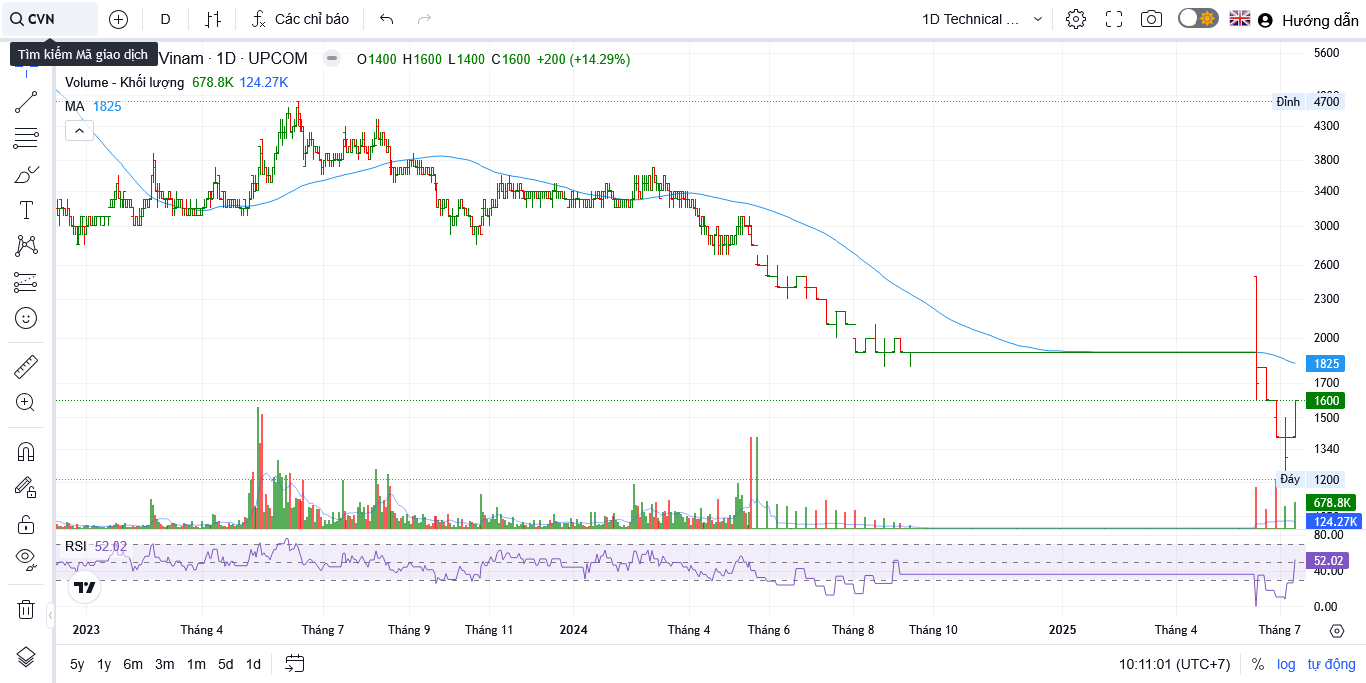 CVN
D
Các chỉ báo
1D Technical ...
Hướng dẫn
Tìm kiếm Mã giao dịch
Vinam · 1D · UPCOM
O1400 H1600 L1400 C1600 +200 (+14.29%)
Volume - Khối lượng 678.8K 124.27K
MA 1825
5600
Đỉnh 4700
4300
3800
3400
3000
2600
2300
2000
1825
1700
1600
1500
1340
Đáy 1200
678.8K
124.27K
80.00
RSI 52.02
52.02
40.00
0.00
2023 Tháng 4 Tháng 7 Tháng 9 Tháng 11 2024 Tháng 4 Tháng 6 Tháng 8 Tháng 10 2025 Tháng 4 Tháng 7
5y 1y 6m 3m 1m 5d 1d
10:11:01 (UTC+7) % log tự động